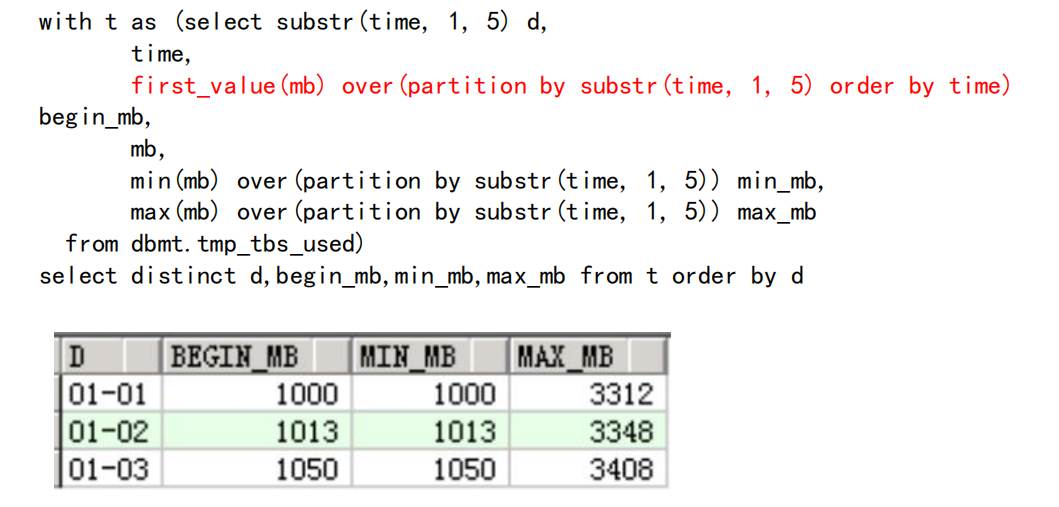 with t as (select substr(time, 1, 5) d,
time,
first_value(mb) over(partition by substr(time, 1, 5) order by time)
begin_mb,
mb,
min(mb) over(partition by substr(time, 1, 5)) min_mb,
max(mb) over(partition by substr(time, 1, 5)) max_mb
from dbmt.tmp_tbs_used)
select distinct d,begin_mb,min_mb,max_mb from t order by d
D BEGIN_MB MIN_MB MAX_MB
01-01 1000 1000 3312
01-02 1013 1013 3348
01-03 1050 1050 3408